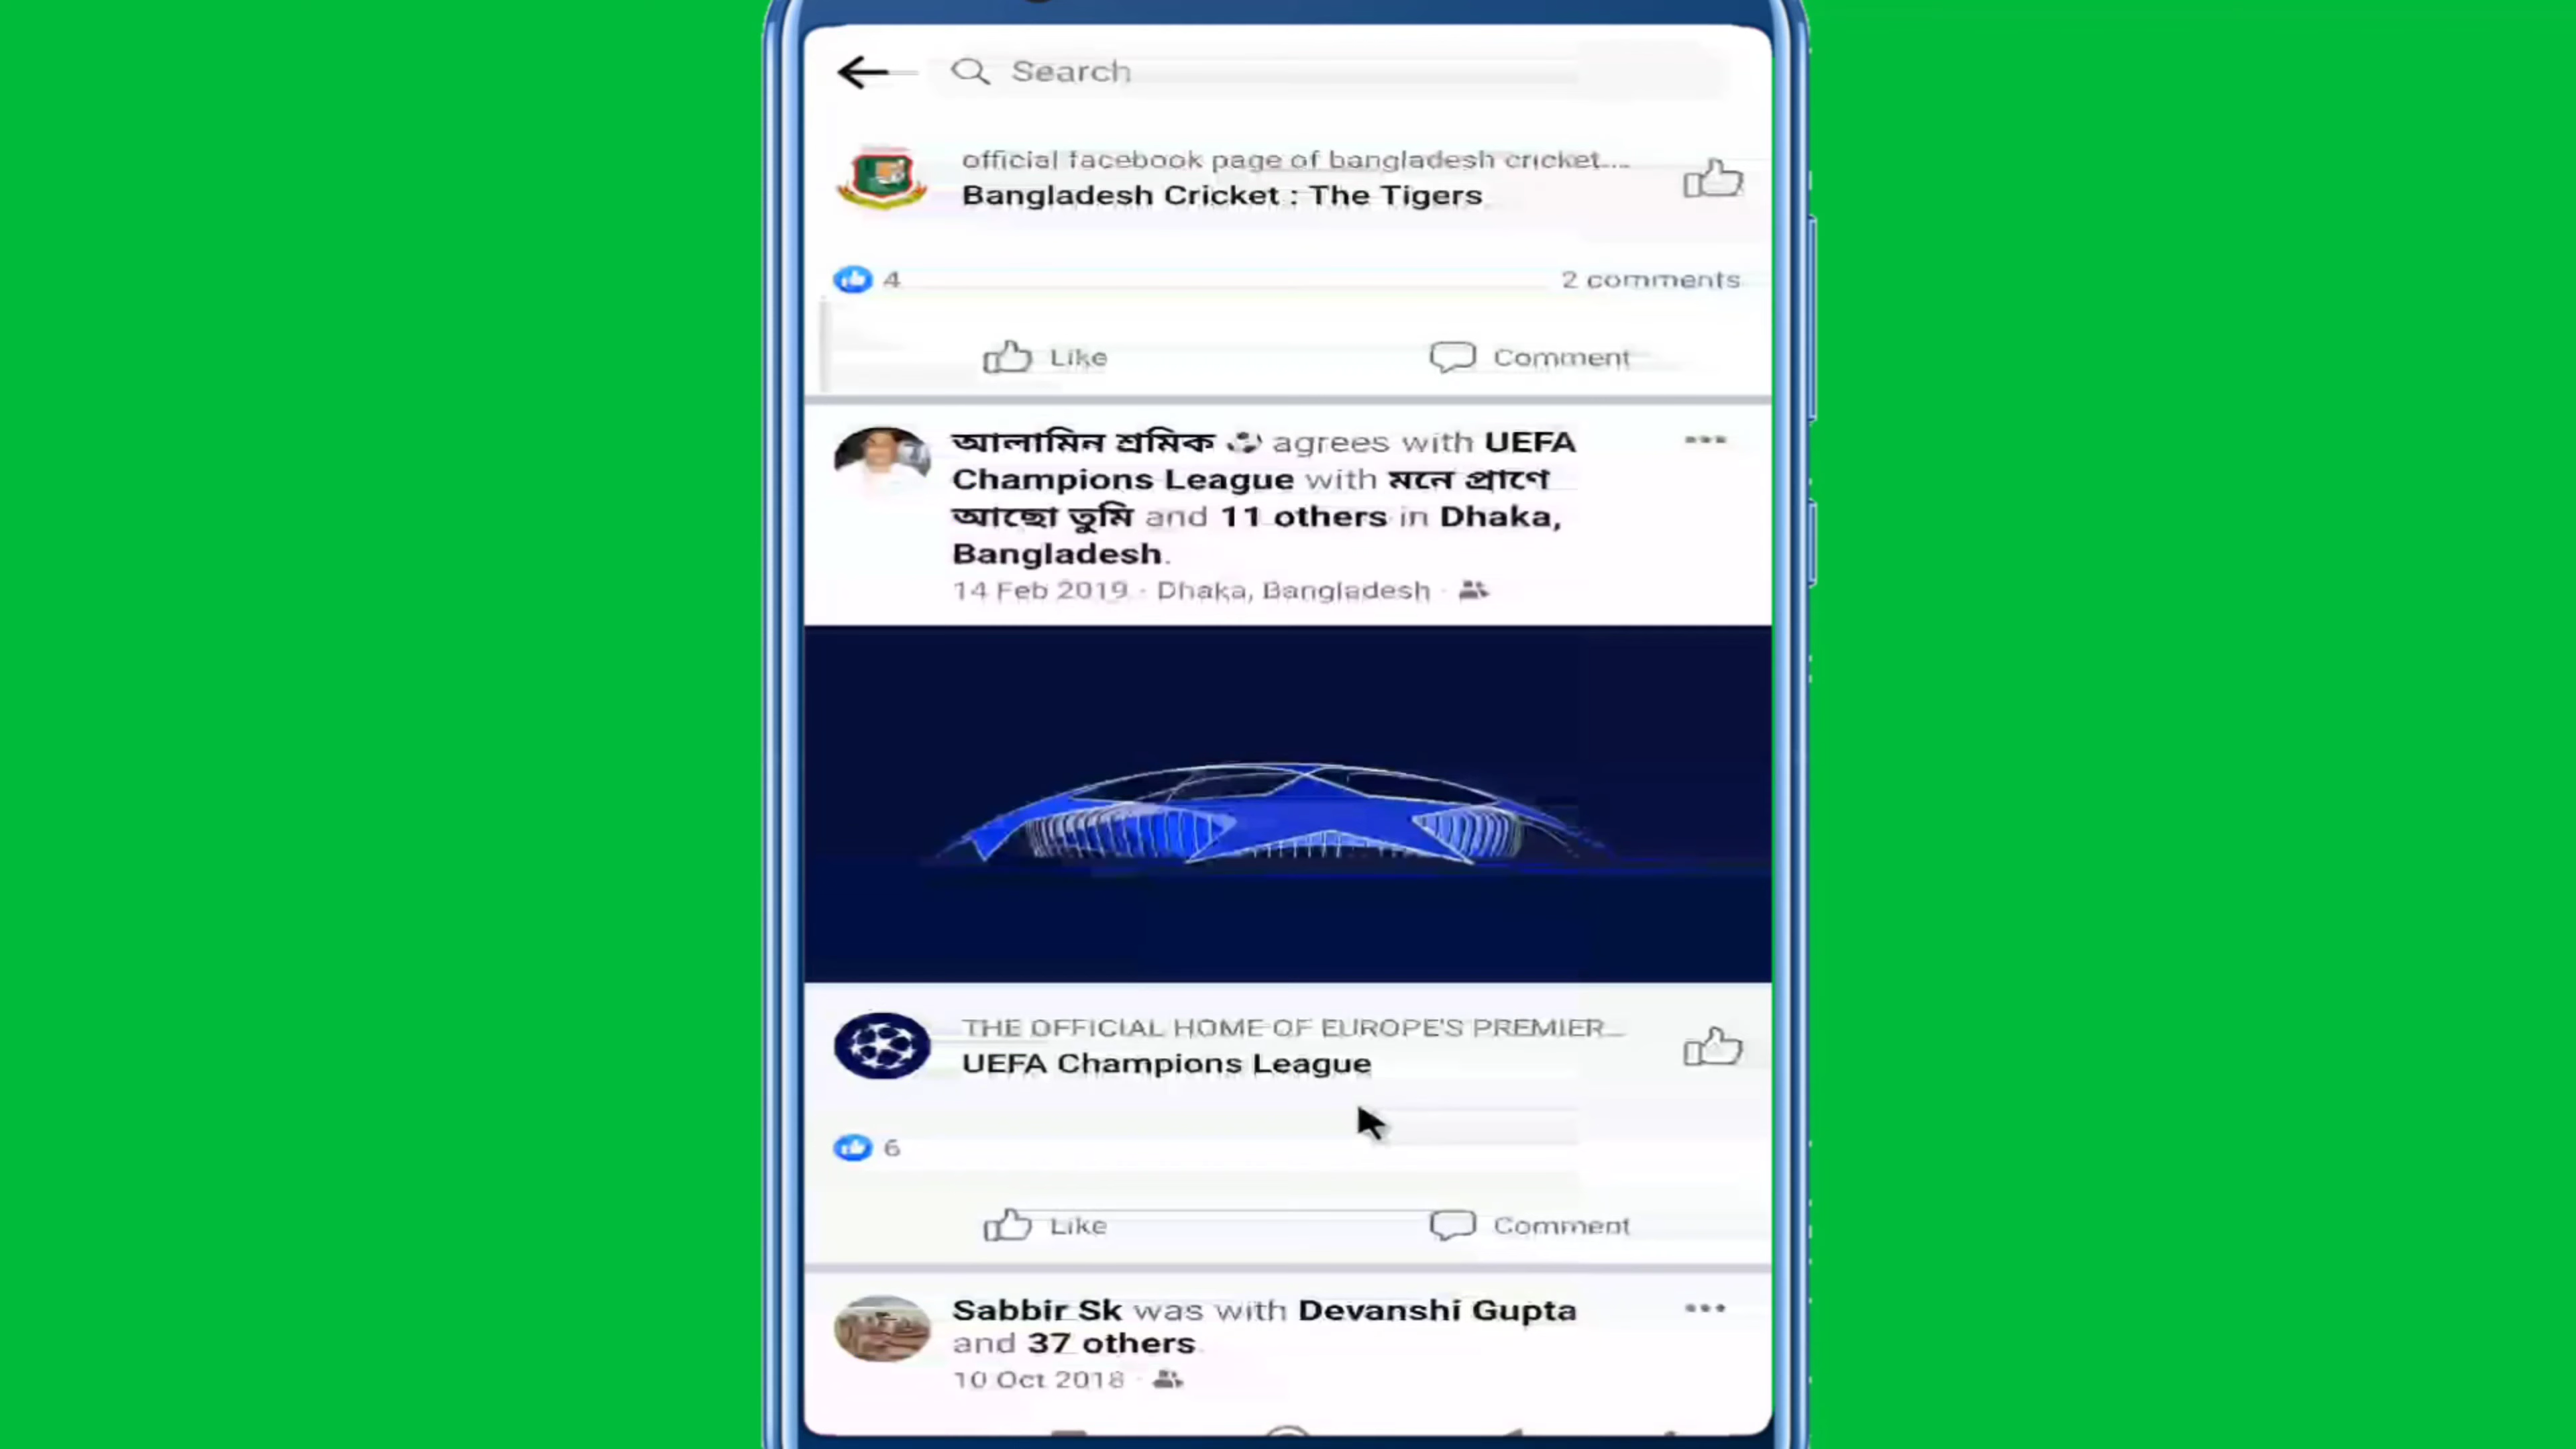 Search
official facebook page of bangladesh cricket....
Bangladesh Cricket : The Tigers
4
2 comments
Like
Comment
আলামিন শ্রমিক agrees with UEFA
Champions League with মনে প্রাণে
আছো তুমি and 11 others in Dhaka,
Bangladesh.
14 Feb 2019 · Dhaka, Bangladesh ·
THE OFFICIAL HOME OF EUROPE'S PREMIER...
UEFA Champions League
6
Like
Comment
Sabbir Sk was with Devanshi Gupta
and 37 others.
10 Oct 2018 ·